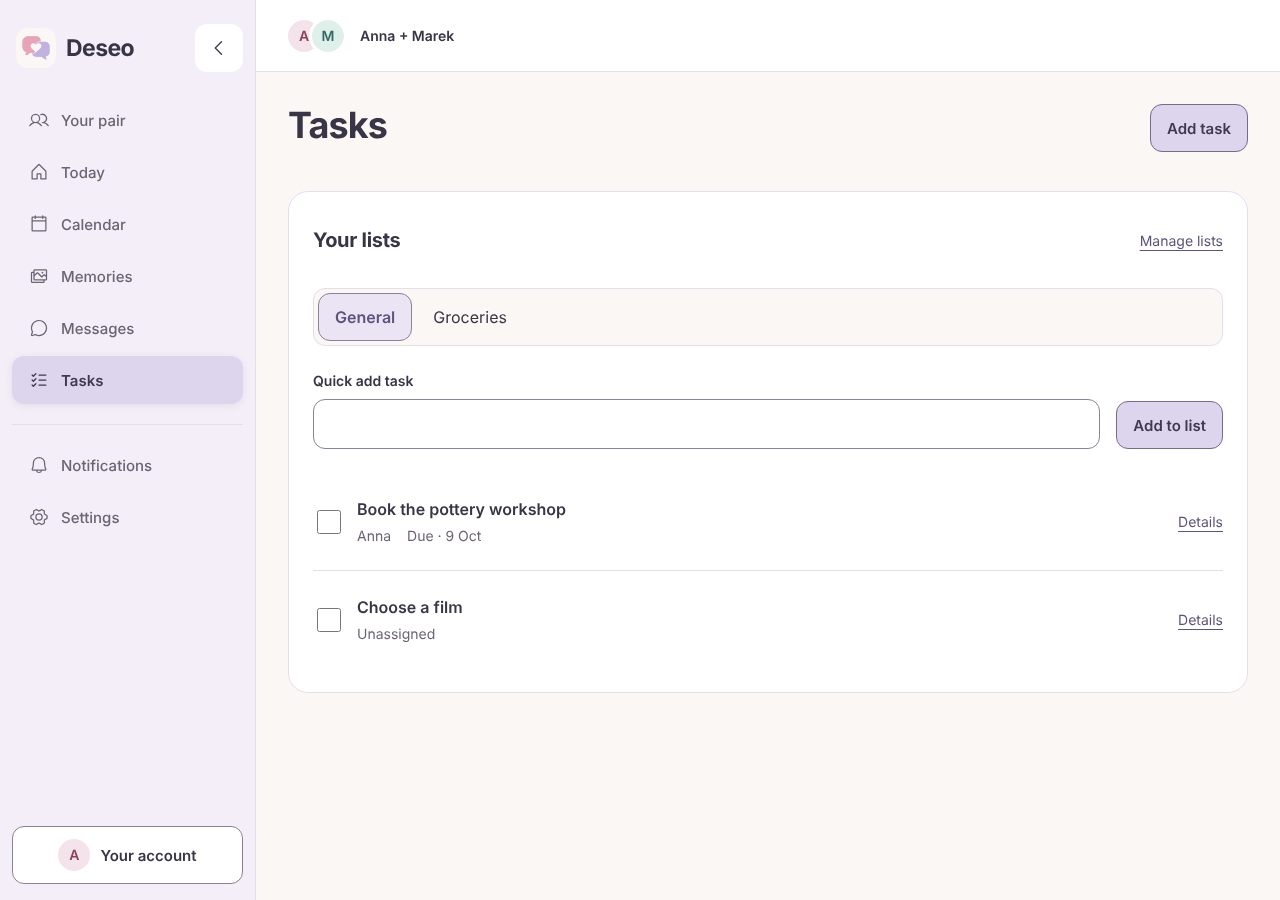 Deseo
Your pair
Today
Calendar
Memories
Messages
Tasks
Notifications
Settings
A Your account
A M Anna + Marek
Tasks
Add task
Your lists
Manage lists
General Groceries
Quick add task
Add to list
Book the pottery workshop
Anna Due · 9 Oct
Details
Choose a film
Unassigned
Details